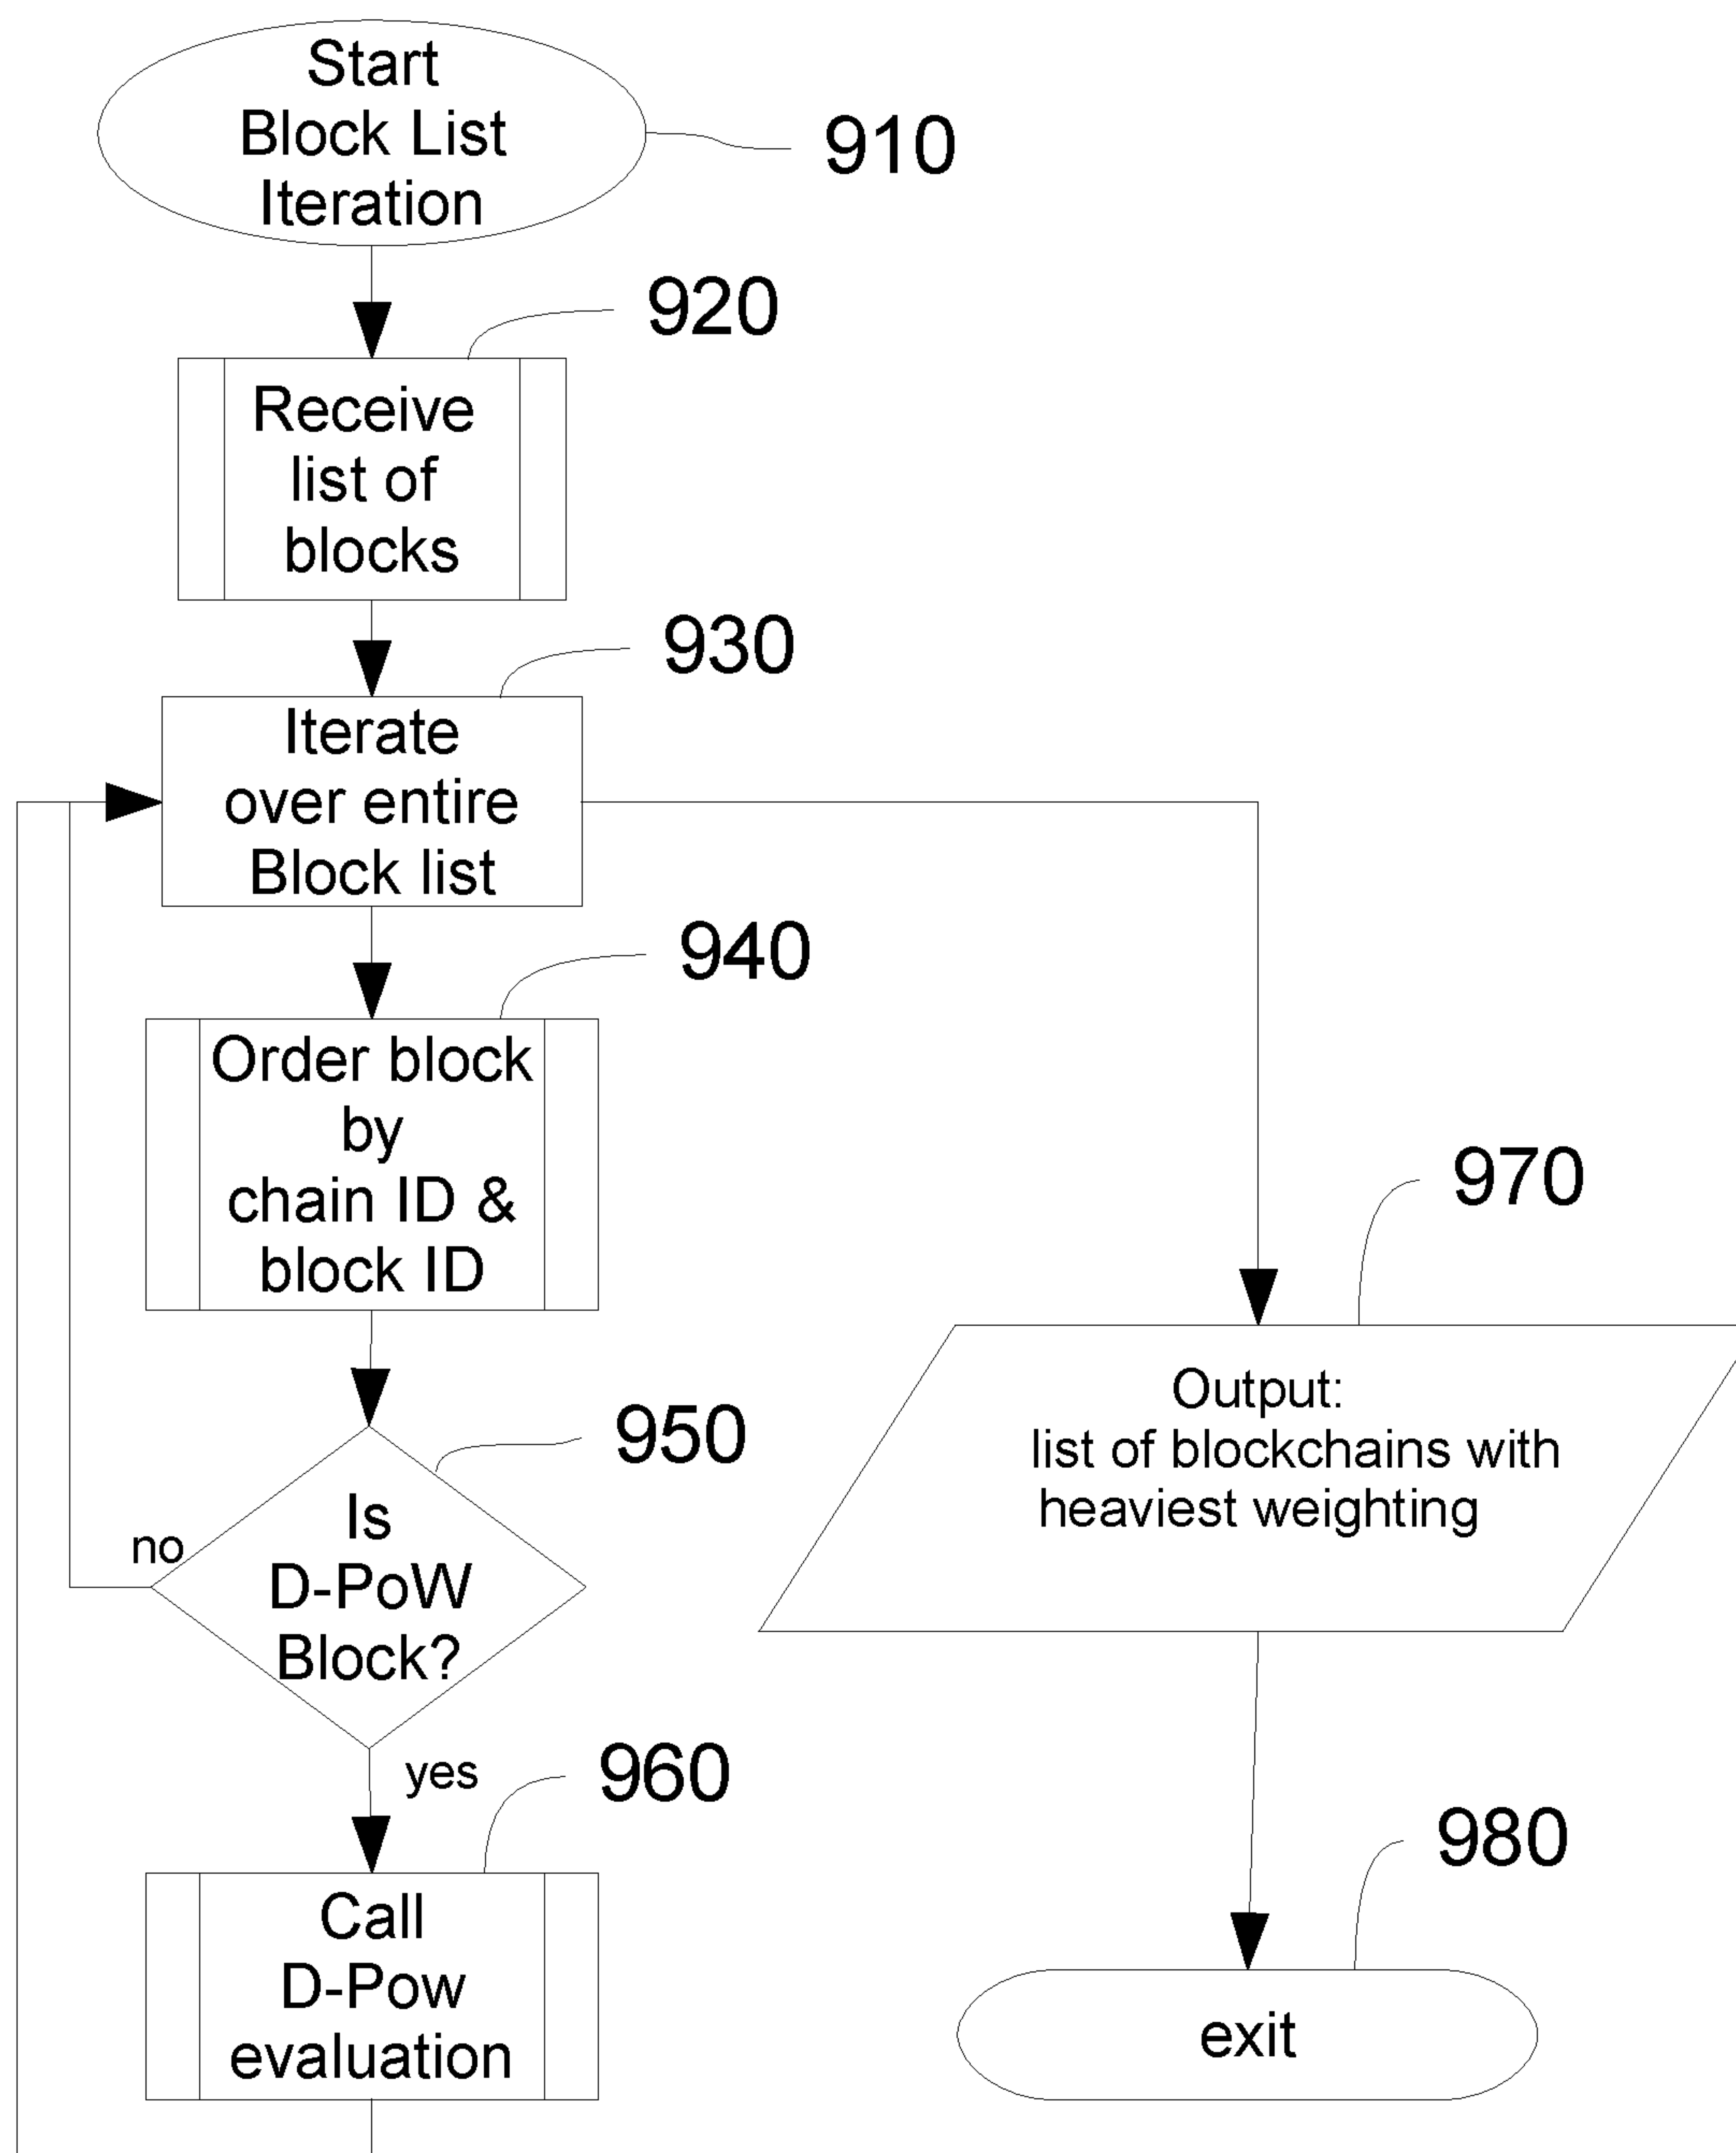 Start
Block List
Iteration
910
920
Receive
list of
blocks
930
Iterate
over entire
Block list
940
Order block
by
chain ID &
block ID
970
Output:
list of blockchains with
heaviest weighting
950
no
Is
D-PoW
Block?
yes
960
980
Call
D-Pow
evaluation
exit